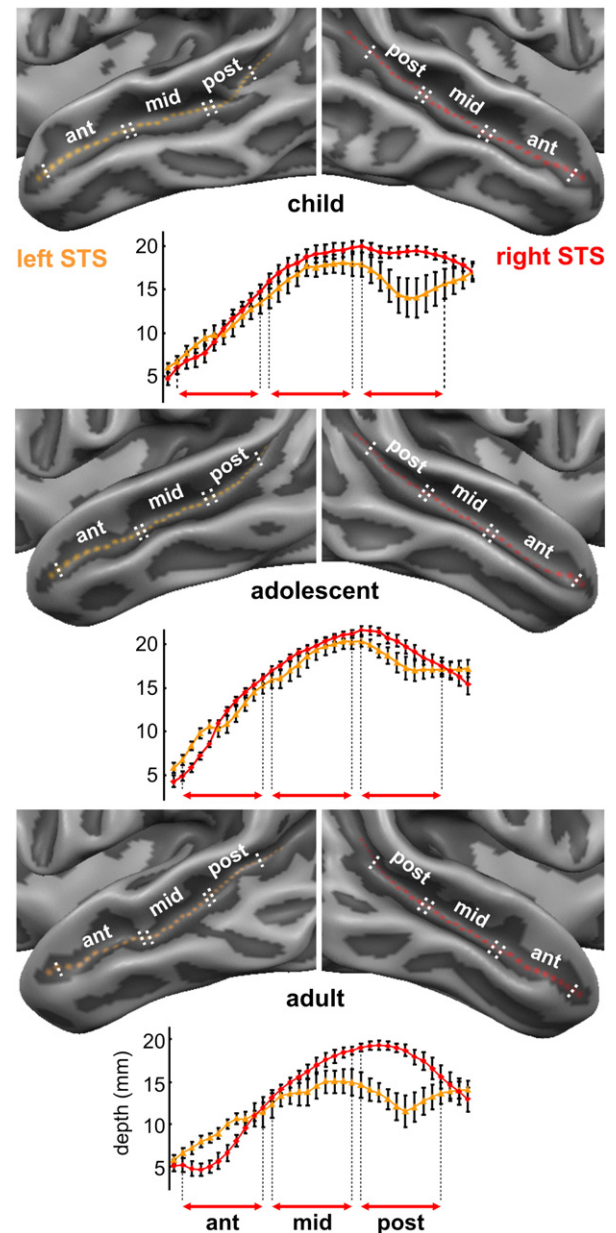 ant mid post
post mid ant
child
left STS
right STS
20
15
10
5
ant mid post
post mid ant
adolescent
20
15
10
5
ant mid post
post mid ant
adult
depth (mm)
20
15
10
5
ant mid post